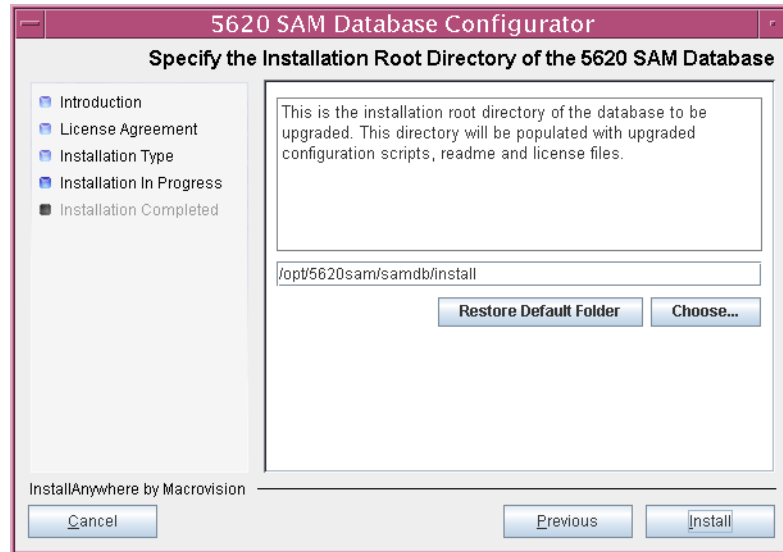 5620 SAM Database Configurator
Specify the Installation Root Directory of the 5620 SAM Database
Introduction
License Agreement
Installation Type
Installation In Progress
Installation Completed
This is the installation root directory of the database to be
upgraded. This directory will be populated with upgraded
configuration scripts, readme and license files.
/opt/5620sam/samdb/install
Restore Default Folder
Choose...
InstallAnywhere by Macrovision
Cancel
Previous
Install